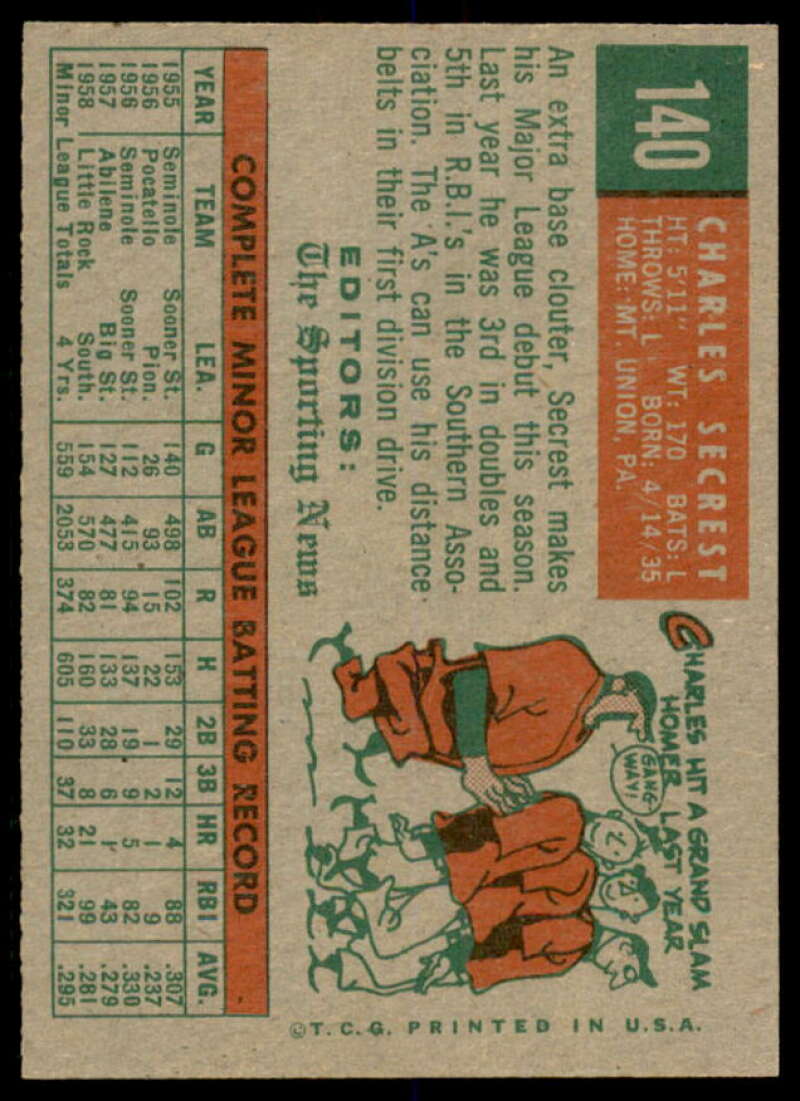 140
CHARLES SECREST
HT: 5'11" WT: 170 BATS: L
THROWS: L BORN: 4/14/35
HOME: MT. UNION, PA.
An extra base clouter, Secrest makes
his Major League debut this season.
Last year he was 3rd in doubles and
5th in R.B.I.'s in the Southern Asso-
ciation. The A's can use his distance
belts in their first division drive.
EDITORS:
The Sporting News
CHARLES HIT A GRAND SLAM
HOMER LAST YEAR
GANG-
WAY!
COMPLETE MINOR LEAGUE BATTING RECORD
YEAR TEAM LEA. G AB R H 2B 3B HR RBI AVG.
1955 Seminole Sooner St. 140 498 102 153 29 12 4 88 .307
1956 Pocatello Pion. 26 93 15 22 1 2 1 9 .237
1956 Seminole Sooner St. 112 415 94 137 19 9 5 82 .330
1957 Abilene Big St. 127 477 81 133 28 6 1 43 .279
1958 Little Rock South. 154 570 82 160 33 8 21 99 .281
Minor League Totals 4 Yrs. 559 2053 374 605 110 37 32 321 .295
©T.C.G. PRINTED IN U.S.A.